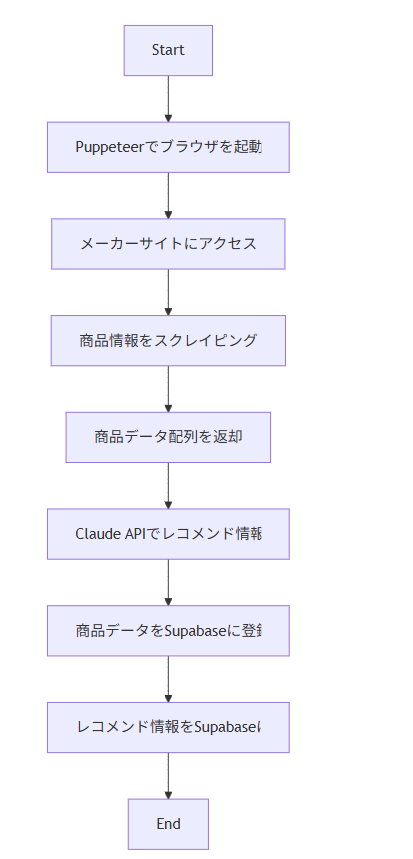 Start
Puppeteerでブラウザを起動
メーカーサイトにアクセス
商品情報をスクレイピング
商品データ配列を返却
Claude APIでレコメンド情報
商品データをSupabaseに登録
レコメンド情報をSupabaseに
End